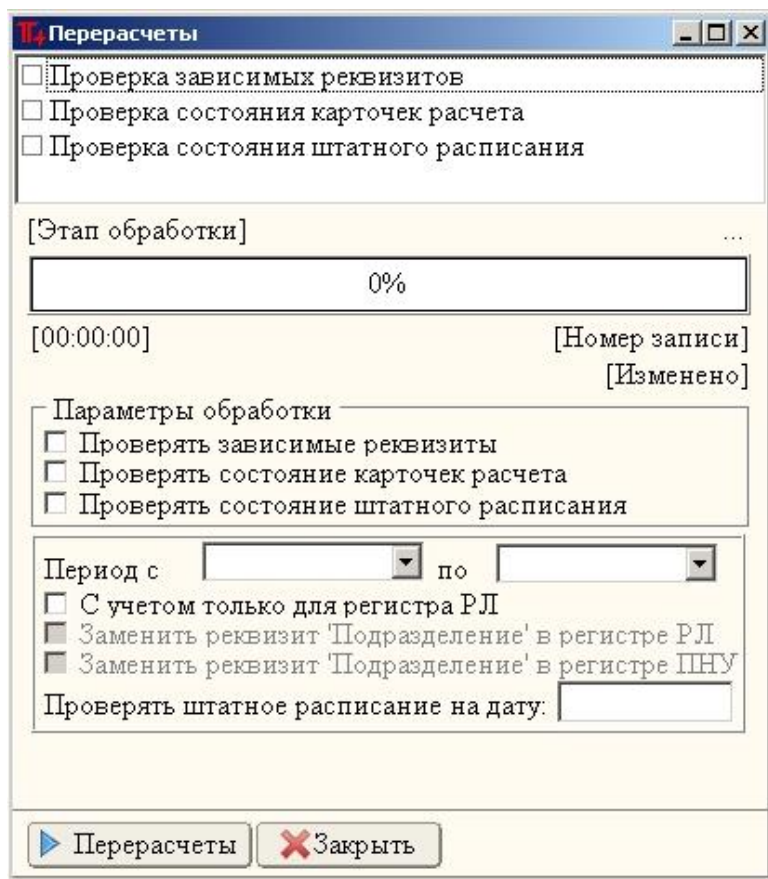 Перерасчеты
Проверка зависимых реквизитов
Проверка состояния карточек расчета
Проверка состояния штатного расписания
[Этап обработки] ...
0%
[00:00:00] [Номер записи]
[Изменено]
Параметры обработки
Проверять зависимые реквизиты
Проверять состояние карточек расчета
Проверять состояние штатного расписания
Период с по
С учетом только для регистра РЛ
Заменить реквизит 'Подразделение' в регистре РЛ
Заменить реквизит 'Подразделение' в регистре ПНУ
Проверять штатное расписание на дату:
Перерасчеты Закрыть